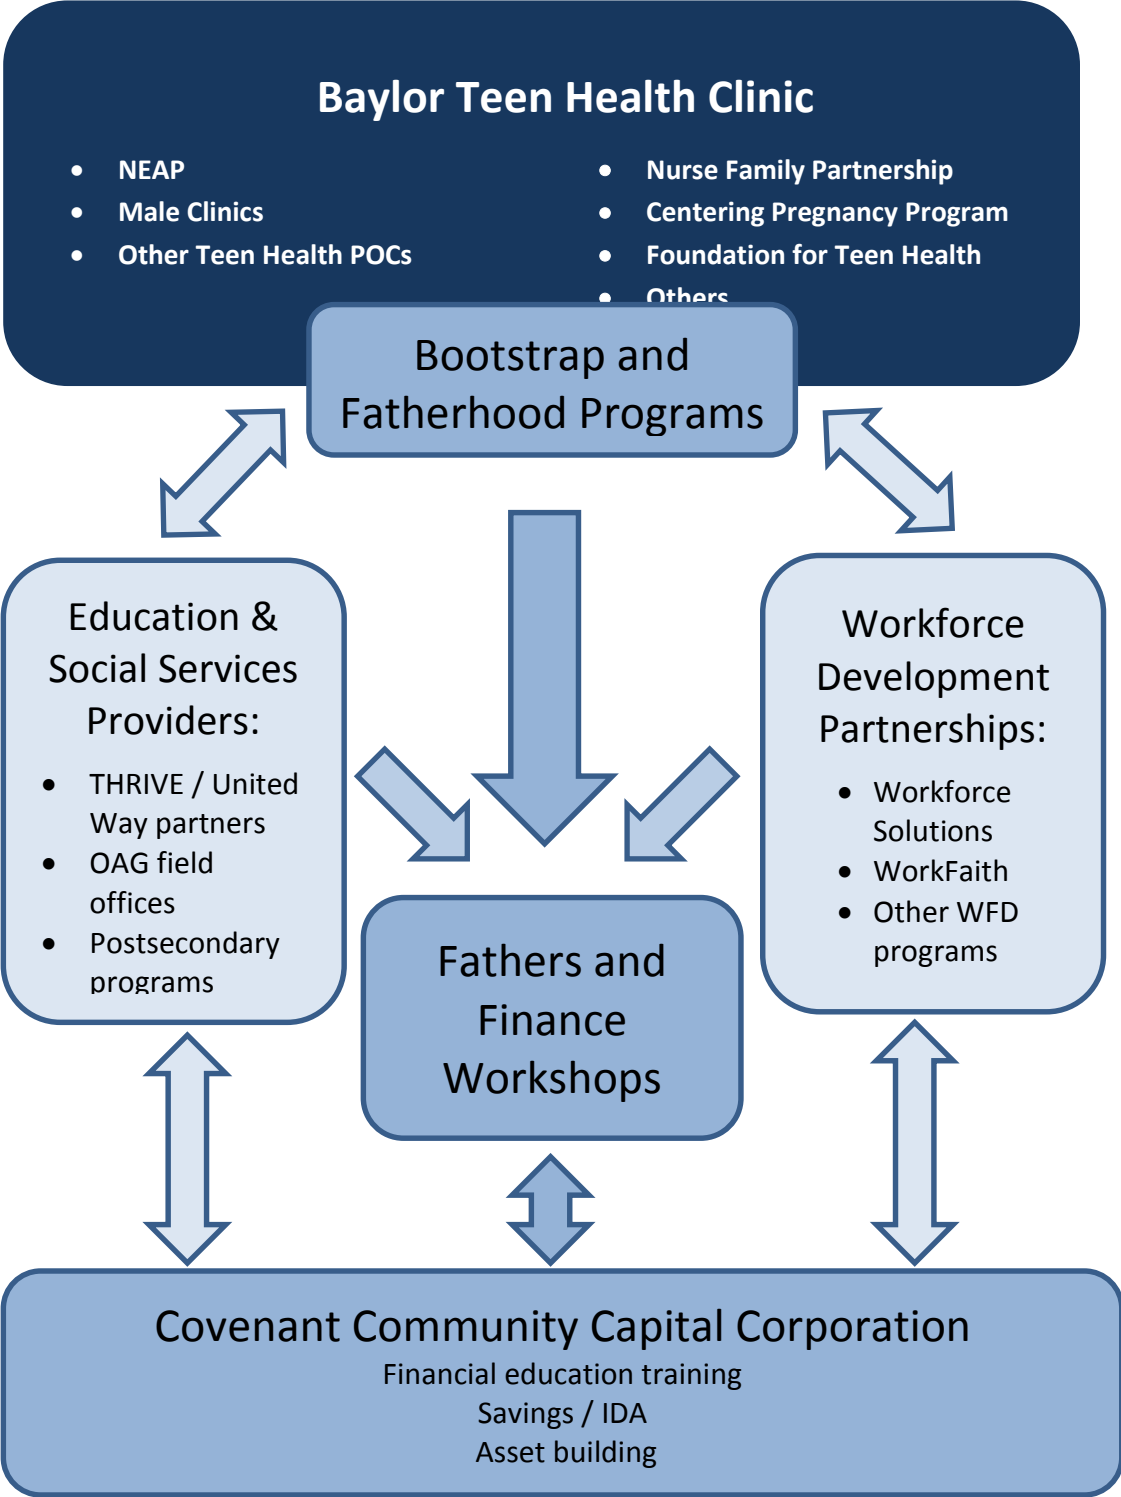 Baylor Teen Health Clinic
• NEAP
• Male Clinics
• Other Teen Health POCs
• Nurse Family Partnership
• Centering Pregnancy Program
• Foundation for Teen Health
• Others
Bootstrap and
Fatherhood Programs
Education &
Social Services
Providers:
• THRIVE / United
Way partners
• OAG field
offices
• Postsecondary
programs
Workforce
Development
Partnerships:
• Workforce
Solutions
• WorkFaith
• Other WFD
programs
Fathers and
Finance
Workshops
Covenant Community Capital Corporation
Financial education training
Savings / IDA
Asset building